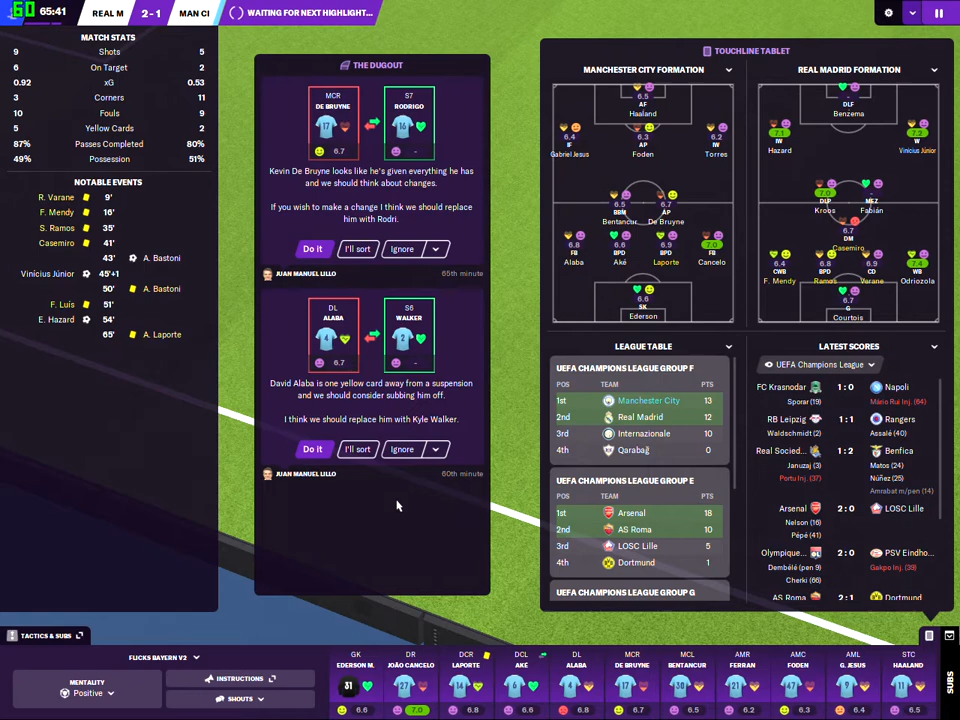 60 65:41 REAL M 2-1 MAN CI WAITING FOR NEXT HIGHLIGHT...
MATCH STATS
9 Shots 5
6 On Target 2
0.92 xG 0.53
3 Corners 11
10 Fouls 9
5 Yellow Cards 2
87% Passes Completed 80%
49% Possession 51%
NOTABLE EVENTS
R. Varane 9'
F. Mendy 16'
S. Ramos 35'
Casemiro 41'
43' A. Bastoni
Vinícius Júnior 45'+1
50' A. Bastoni
F. Luís 51'
E. Hazard 54'
65' A. Laporte
THE DUGOUT
MCR S7
DE BRUYNE RODRIGO
17 16
6.7 -
Kevin De Bruyne looks like he's given everything he has
and we should think about changes.
If you wish to make a change I think we should replace
him with Rodri.
Do it I'll sort Ignore
JUAN MANUEL LILLO 65th minute
DL S6
ALABA WALKER
4 2
6.7 -
David Alaba is one yellow card away from a suspension
and we should consider subbing him off.
I think we should replace him with Kyle Walker.
Do it I'll sort Ignore
JUAN MANUEL LILLO 60th minute
TOUCHLINE TABLET
MANCHESTER CITY FORMATION
6.5
AF
Haaland
6.4 6.3 6.2
IF AP IW
Gabriel Jesus Foden Torres
6.5 6.7
BBM AP
Bentancur De Bruyne
6.8 6.6 6.9 7.0
FB BPD BPD FB
Alaba Aké Laporte Cancelo
6.6
SK
Ederson
REAL MADRID FORMATION
-
DLF
Benzema
7.1 7.2
IW W
Hazard Vinícius Júnior
7.0 -
DLP MEZ
Kroos Fabián
6.7
DM
Casemiro
6.4 6.8 6.9 7.4
CWB BPD CD WB
F. Mendy Ramos Varane Odriozola
6.7
G
Courtois
LEAGUE TABLE
UEFA CHAMPIONS LEAGUE GROUP F
POS TEAM PTS
1st Manchester City 13
2nd Real Madrid 12
3rd Internazionale 10
4th Qarabağ 0
UEFA CHAMPIONS LEAGUE GROUP E
POS TEAM PTS
1st Arsenal 18
2nd AS Roma 10
3rd LOSC Lille 5
4th Dortmund 1
UEFA CHAMPIONS LEAGUE GROUP G
LATEST SCORES
UEFA Champions League
FC Krasnodar 1:0 Napoli
Sporar (19) Mário Rui Inj. (64)
RB Leipzig 1:1 Rangers
Waldschmidt (2) Assalé (40)
Real Socied... 1:2 Benfica
Januzaj (3) Matos (24)
Portu Inj. (37) Núñez (25)
Amrabat m/pen (14)
Arsenal 2:0 LOSC Lille
Nelson (16)
Pépé (41)
Olympique... 2:0 PSV Eindho...
Dembélé (pen 9) Gakpo Inj. (39)
Cherki (66)
AS Roma 2:1 Dortmund
TACTICS & SUBS
FLICKS BAYERN V2
MENTALITY
Positive
INSTRUCTIONS
SHOUTS
GK DCR DCL DL MCR MCL AMR AMC AML STC
EDERSON M. JOÃO CANCELO LAPORTE AKÉ ALABA DE BRUYNE BENTANCUR FERRAN FODEN G. JESUS HAALAND
31 27 14 6 4 17 30 21 47 9 11
6.6 7.0 6.8 6.6 6.8 6.7 6.5 6.2 6.3 6.4 6.5
SUBS